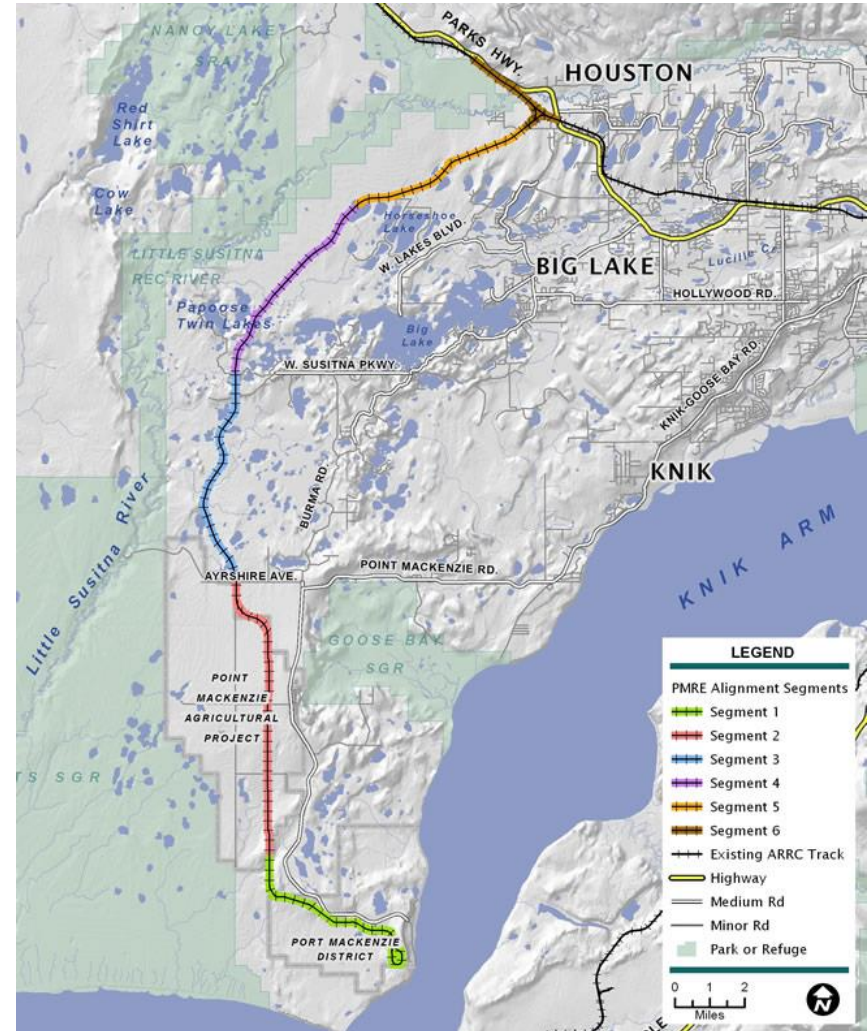 NANCY LAKE
SRA
PARKS HWY.
HOUSTON
Red
Shirt
Lake
Cow
Lake
Horseshoe
Lake
W. LAKES BLVD.
LITTLE SUSITNA
REC RIVER
BIG LAKE
Lucille Cr.
HOLLYWOOD RD.
Papoose
Twin Lakes
Big
Lake
W. SUSITNA PKWY.
KNIK-GOOSE BAY RD.
KNIK
BURMA RD.
Little Susitna River
KNIK ARM
AYRSHIRE AVE.
POINT MACKENZIE RD.
GOOSE BAY
SGR
POINT
MACKENZIE
AGRICULTURAL
PROJECT
TS SGR
PORT MACKENZIE
DISTRICT
LEGEND
PMRE Alignment Segments
Segment 1
Segment 2
Segment 3
Segment 4
Segment 5
Segment 6
Existing ARRC Track
Highway
Medium Rd
Minor Rd
Park or Refuge
0 1 2
Miles
N